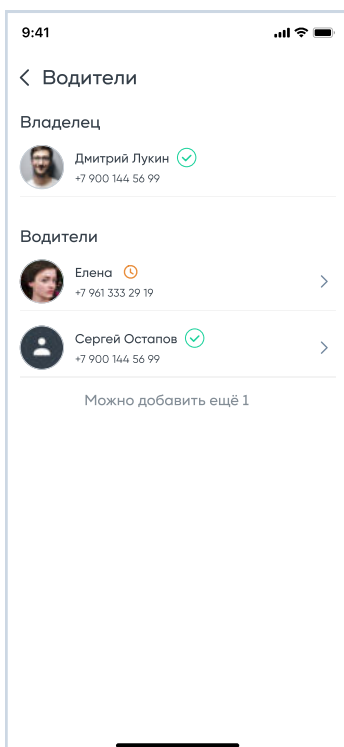 9:41
Водители
Владелец
Дмитрий Лукин
+7 900 144 56 99
Водители
Елена
+7 961 333 29 19
Сергей Остапов
+7 900 144 56 99
Можно добавить ещё 1